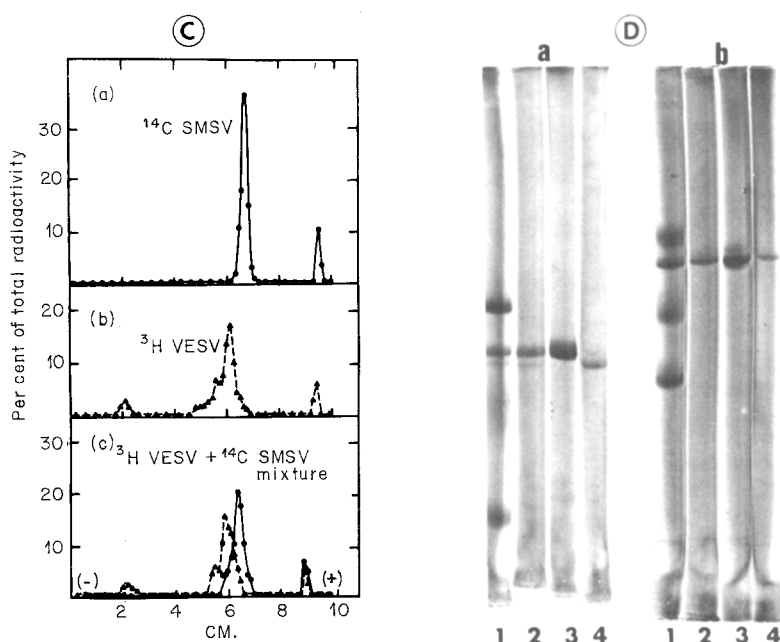 C
(a)
¹⁴C SMSV
30
20
10
(b)
³H VESV
20
10
(c) ³H VESV + ¹⁴C SMSV
mixture
30
20
10
(-)
(+)
2 4 6 8 10
CM.
Per cent of total radioactivity
D
a
b
1 2 3 4
1 2 3 4